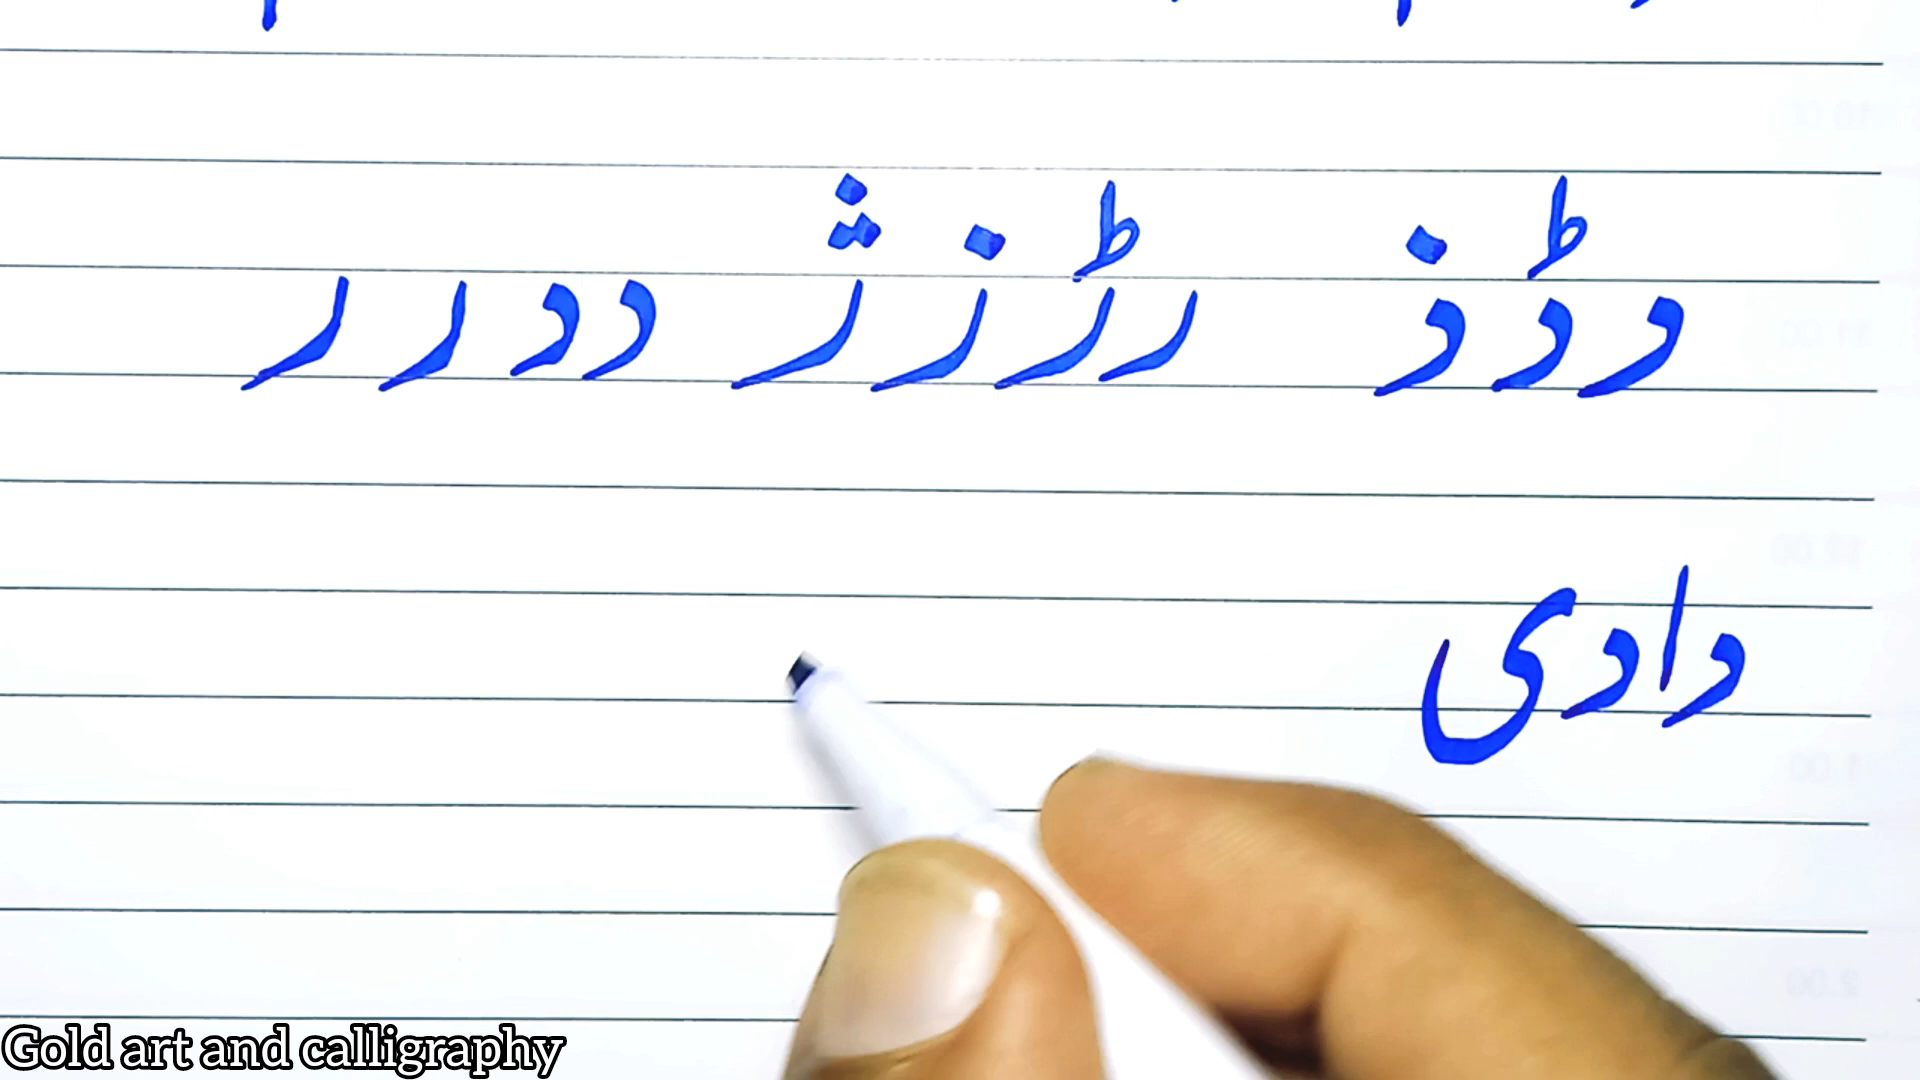 د ڈ ذ ر ڑ ز ژ د د ر ر
دادی
Gold art and calligraphy